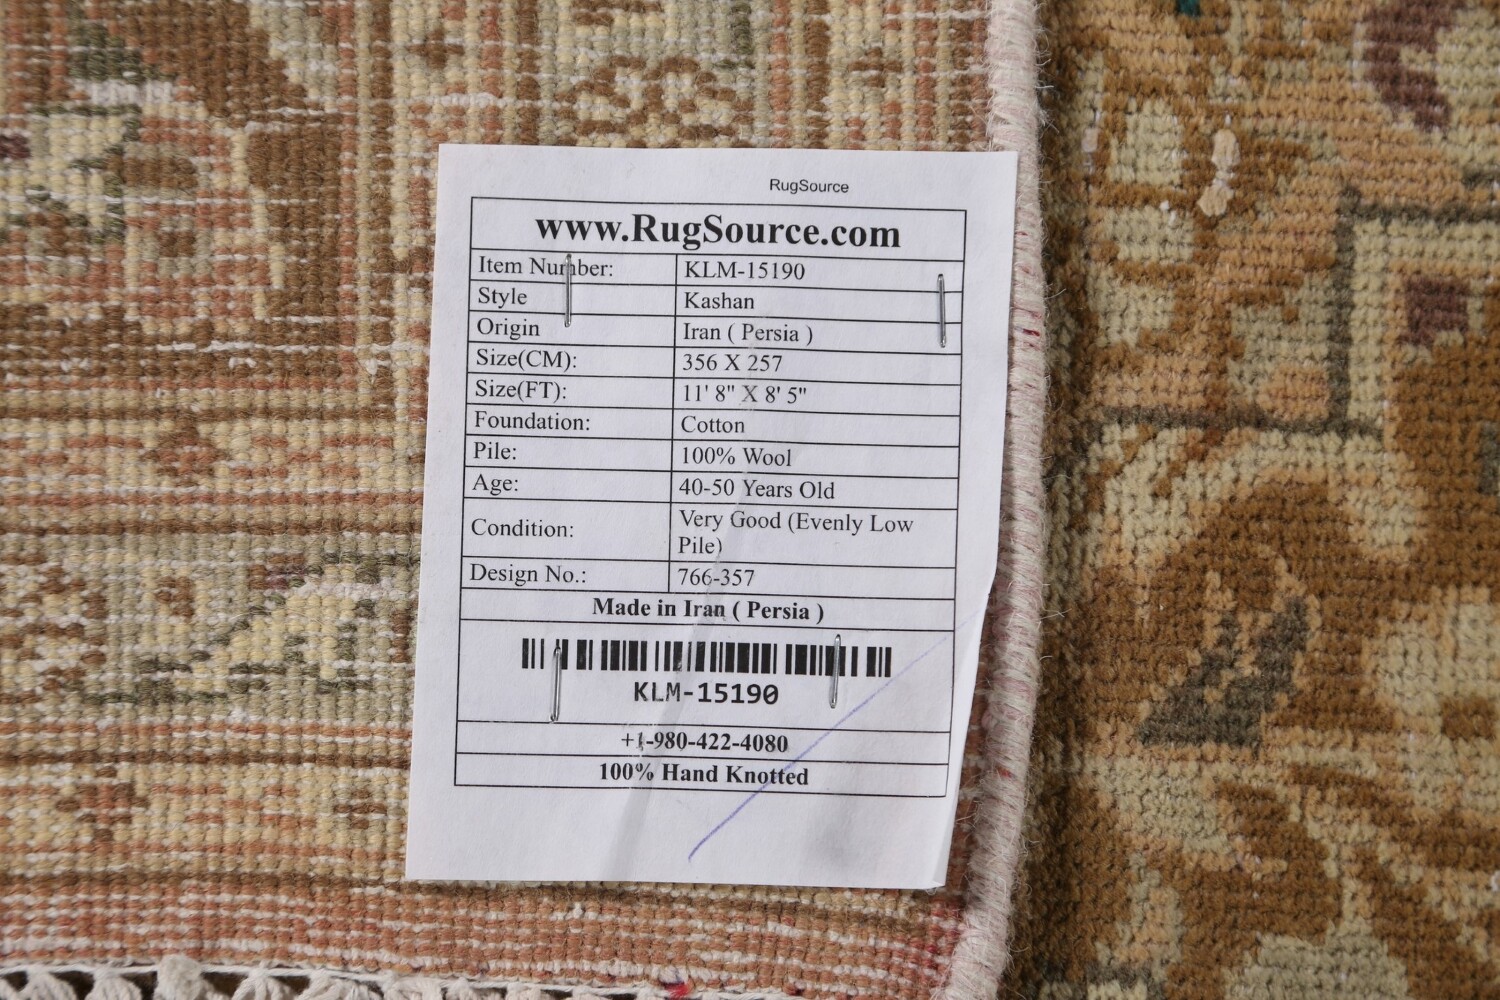 RugSource
www.RugSource.com
Item Number: KLM-15190
Style Kashan
Origin Iran ( Persia )
Size(CM): 356 X 257
Size(FT): 11' 8" X 8' 5"
Foundation: Cotton
Pile: 100% Wool
Age: 40-50 Years Old
Condition: Very Good (Evenly Low
Pile)
Design No.: 766-357
Made in Iran ( Persia )
KLM-15190
+1-980-422-4080
100% Hand Knotted